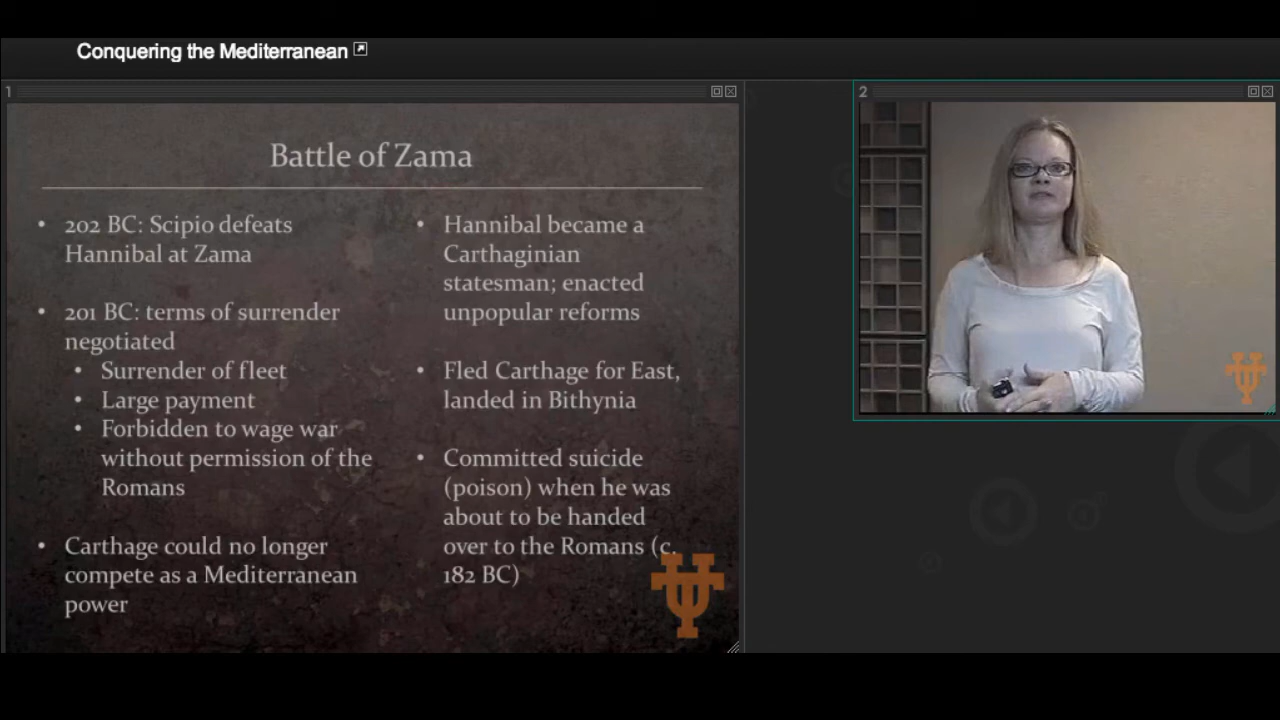 Conquering the Mediterranean
1
2
Battle of Zama
• 202 BC: Scipio defeats
Hannibal at Zama
• 201 BC: terms of surrender
negotiated
• Surrender of fleet
• Large payment
• Forbidden to wage war
without permission of the
Romans
• Carthage could no longer
compete as a Mediterranean
power
• Hannibal became a
Carthaginian
statesman; enacted
unpopular reforms
• Fled Carthage for East,
landed in Bithynia
• Committed suicide
(poison) when he was
about to be handed
over to the Romans (c.
182 BC)
UT
UT